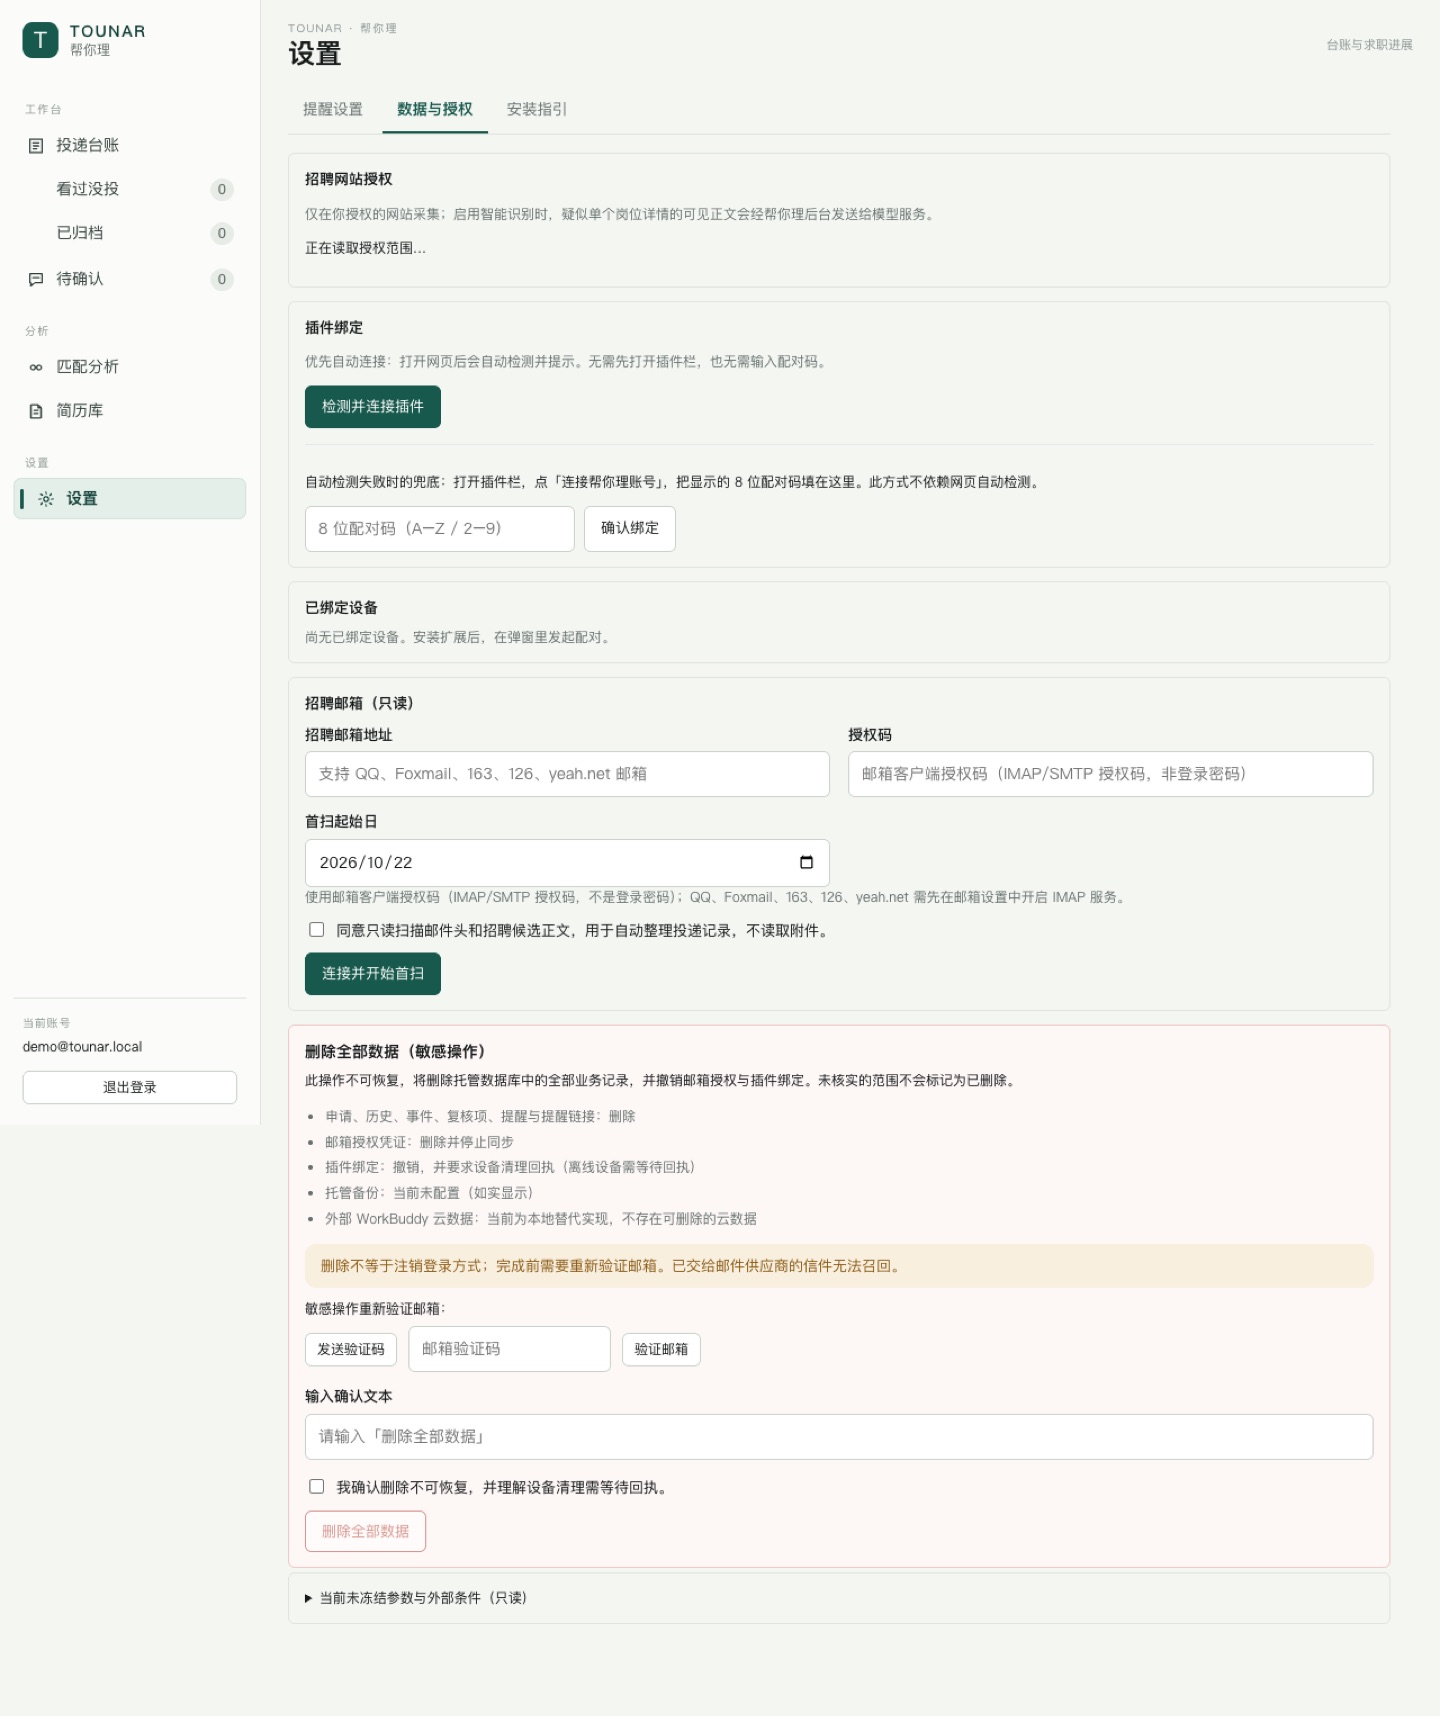 T
TOUNAR
帮你理
工作台
投递台账
看过没投 0
已归档 0
待确认 0
分析
匹配分析
简历库
设置
设置
当前账号
demo@tounar.local
退出登录
TOUNAR · 帮你理
设置
台账与求职进展
提醒设置 数据与授权 安装指引
招聘网站授权
仅在你授权的网站采集；启用智能识别时，疑似单个岗位详情的可见正文会经帮你理后台发送给模型服务。
正在读取授权范围…
插件绑定
优先自动连接：打开网页后会自动检测并提示。无需先打开插件栏，也无需输入配对码。
检测并连接插件
自动检测失败时的兜底：打开插件栏，点「连接帮你理账号」，把显示的 8 位配对码填在这里。此方式不依赖网页自动检测。
8 位配对码（A–Z / 2–9） 确认绑定
已绑定设备
尚无已绑定设备。安装扩展后，在弹窗里发起配对。
招聘邮箱（只读）
招聘邮箱地址 授权码
支持 QQ、Foxmail、163、126、yeah.net 邮箱 邮箱客户端授权码（IMAP/SMTP 授权码，非登录密码）
首扫起始日
2026/10/22
使用邮箱客户端授权码（IMAP/SMTP 授权码，不是登录密码）；QQ、Foxmail、163、126、yeah.net 需先在邮箱设置中开启 IMAP 服务。
同意只读扫描邮件头和招聘候选正文，用于自动整理投递记录，不读取附件。
连接并开始首扫
删除全部数据（敏感操作）
此操作不可恢复，将删除托管数据库中的全部业务记录，并撤销邮箱授权与插件绑定。未核实的范围不会标记为已删除。
• 申请、历史、事件、复核项、提醒与提醒链接：删除
• 邮箱授权凭证：删除并停止同步
• 插件绑定：撤销，并要求设备清理回执（离线设备需等待回执）
• 托管备份：当前未配置（如实显示）
• 外部 WorkBuddy 云数据：当前为本地替代实现，不存在可删除的云数据
删除不等于注销登录方式；完成前需要重新验证邮箱。已交给邮件供应商的信件无法召回。
敏感操作重新验证邮箱：
发送验证码 邮箱验证码 验证邮箱
输入确认文本
请输入「删除全部数据」
我确认删除不可恢复，并理解设备清理需等待回执。
删除全部数据
▶ 当前未冻结参数与外部条件（只读）